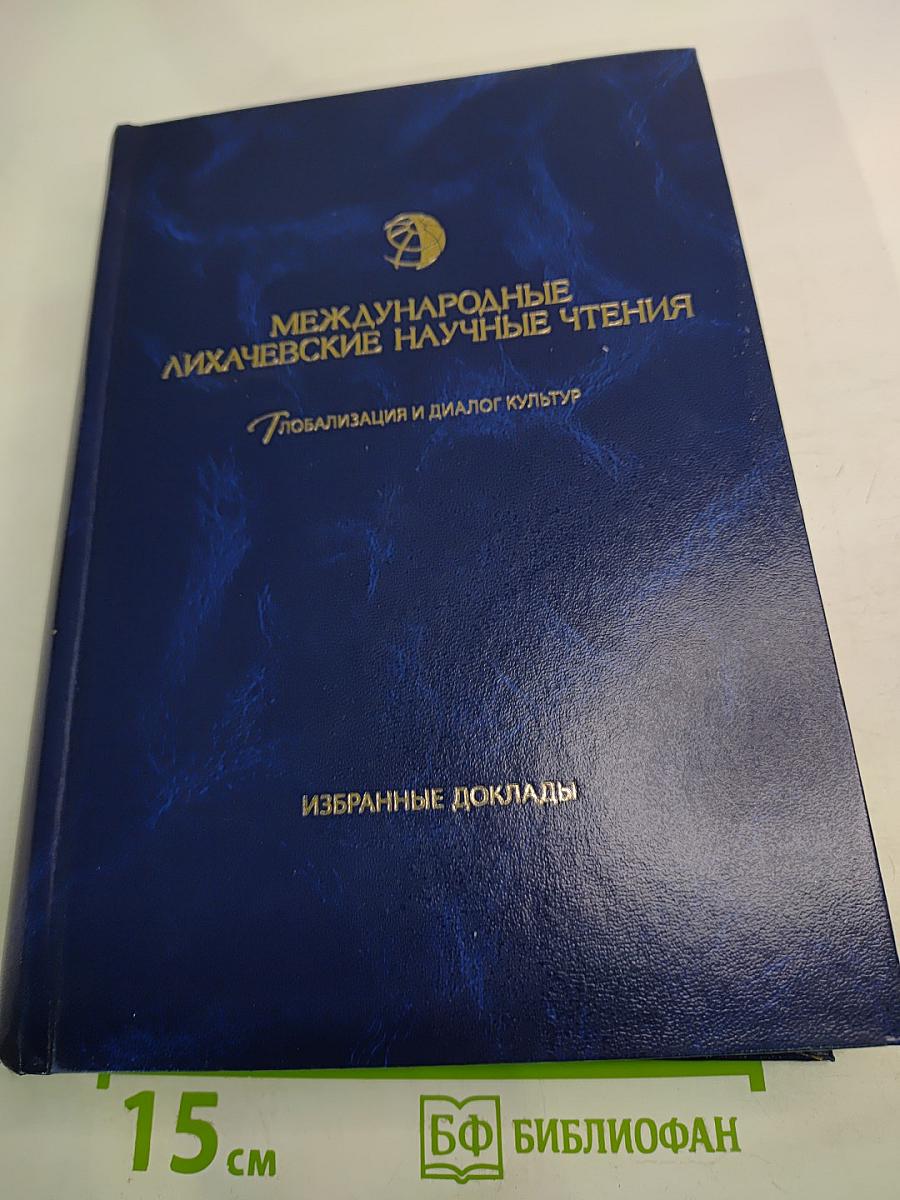 МЕЖДУНАРОДНЫЕ
ЛИХАЧЕВСКИЕ НАУЧНЫЕ ЧТЕНИЯ
ГЛОБАЛИЗАЦИЯ И ДИАЛОГ КУЛЬТУР
ИЗБРАННЫЕ ДОКЛАДЫ
15 см
БФ БИБЛИОФАН